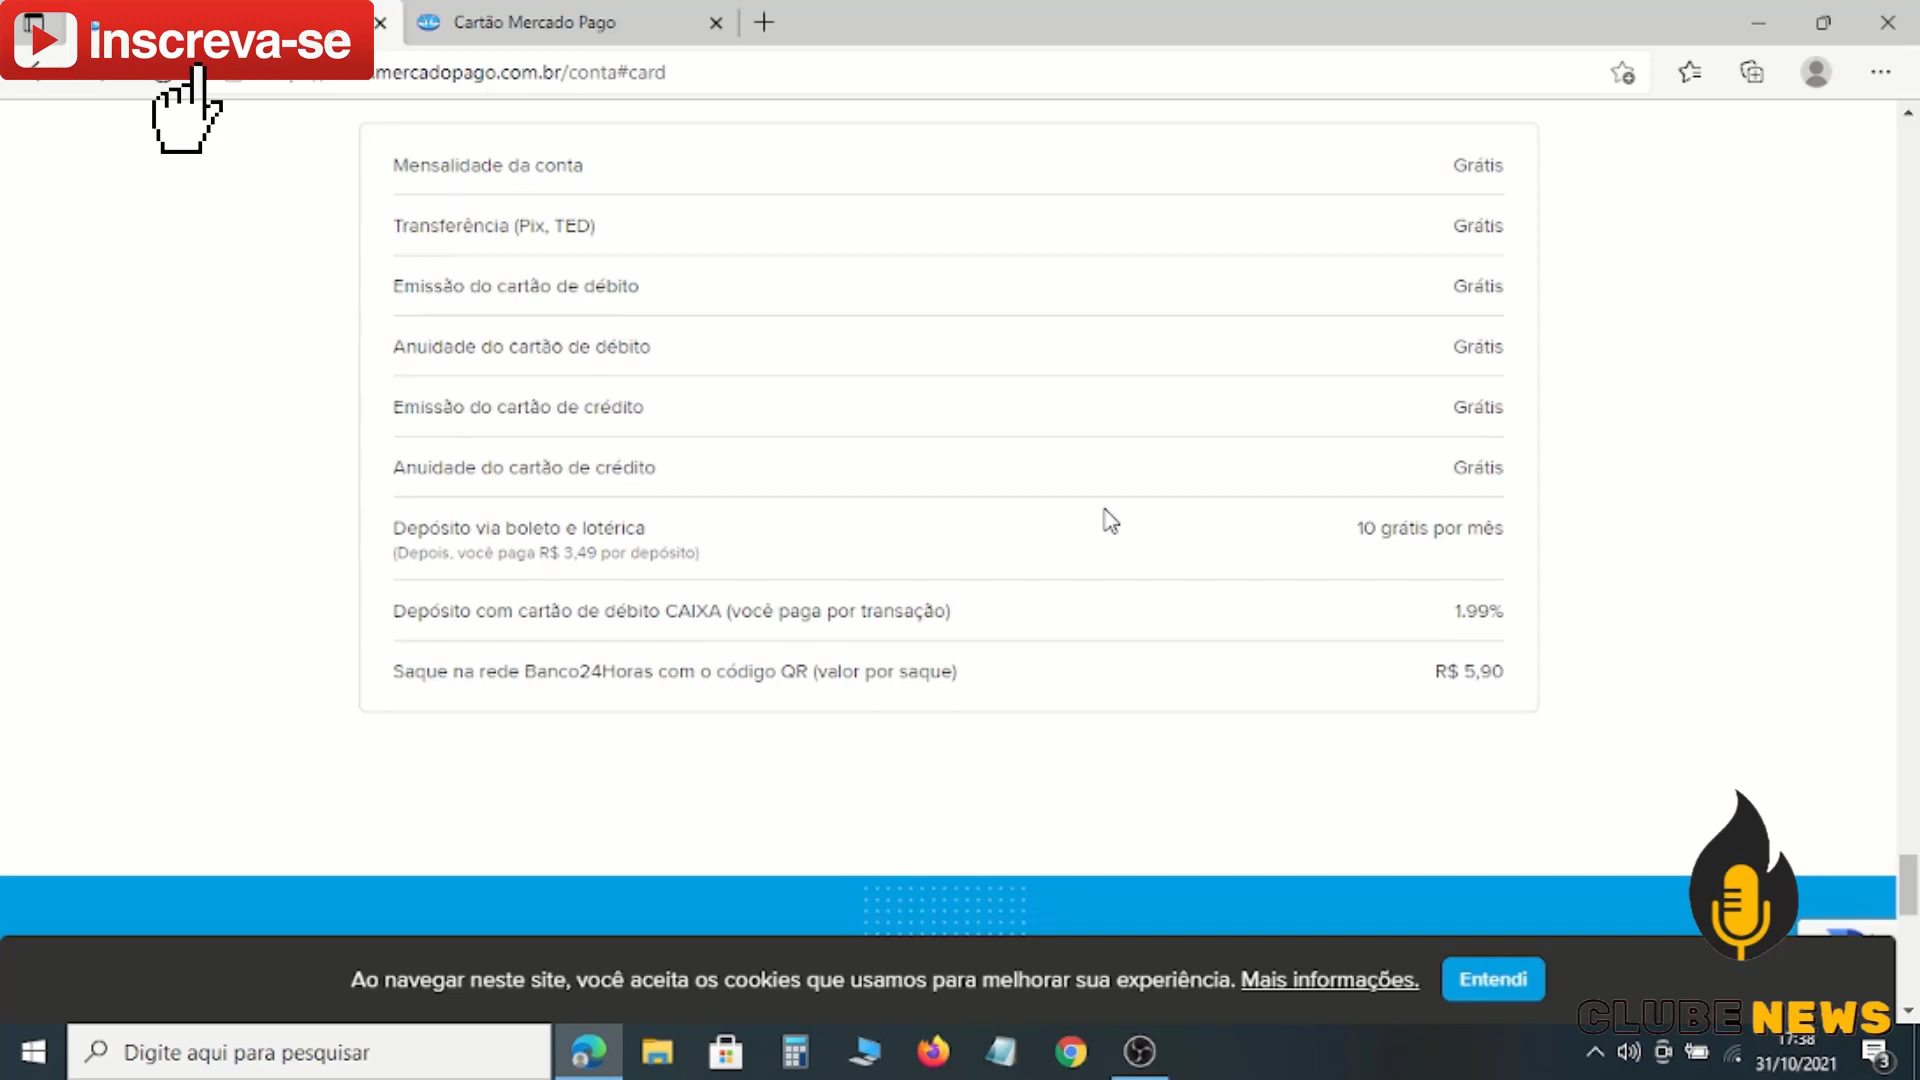 inscreva-se
Cartão Mercado Pago
.mercadopago.com.br/conta#card
Mensalidade da conta Grátis
Transferência (Pix, TED) Grátis
Emissão do cartão de débito Grátis
Anuidade do cartão de débito Grátis
Emissão do cartão de crédito Grátis
Anuidade do cartão de crédito Grátis
Depósito via boleto e lotérica 10 grátis por mês
(Depois, você paga R$ 3,49 por depósito)
Depósito com cartão de débito CAIXA (você paga por transação) 1.99%
Saque na rede Banco24Horas com o código QR (valor por saque) R$ 5,90
Ao navegar neste site, você aceita os cookies que usamos para melhorar sua experiência. Mais informações. Entendi
CLUBE NEWS
Digite aqui para pesquisar
17:38
31/10/2021
3